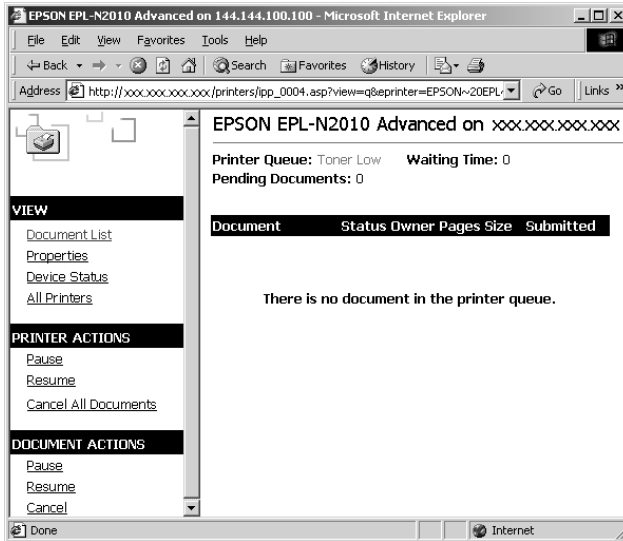 EPSON EPL-N2010 Advanced on 144.144.100.100 - Microsoft Internet Explorer
File Edit View Favorites Tools Help
Back Search Favorites History
Address http://xxx.xxx.xxx.xxx/printers/ipp_0004.asp?view=q&eprinter=EPSON~20EPL- Go Links »
EPSON EPL-N2010 Advanced on xxx.xxx.xxx.xxx
Printer Queue: Toner Low Waiting Time: 0
Pending Documents: 0
VIEW
Document List
Properties
Device Status
All Printers
PRINTER ACTIONS
Pause
Resume
Cancel All Documents
DOCUMENT ACTIONS
Pause
Resume
Cancel
Document Status Owner Pages Size Submitted
There is no document in the printer queue.
Done Internet